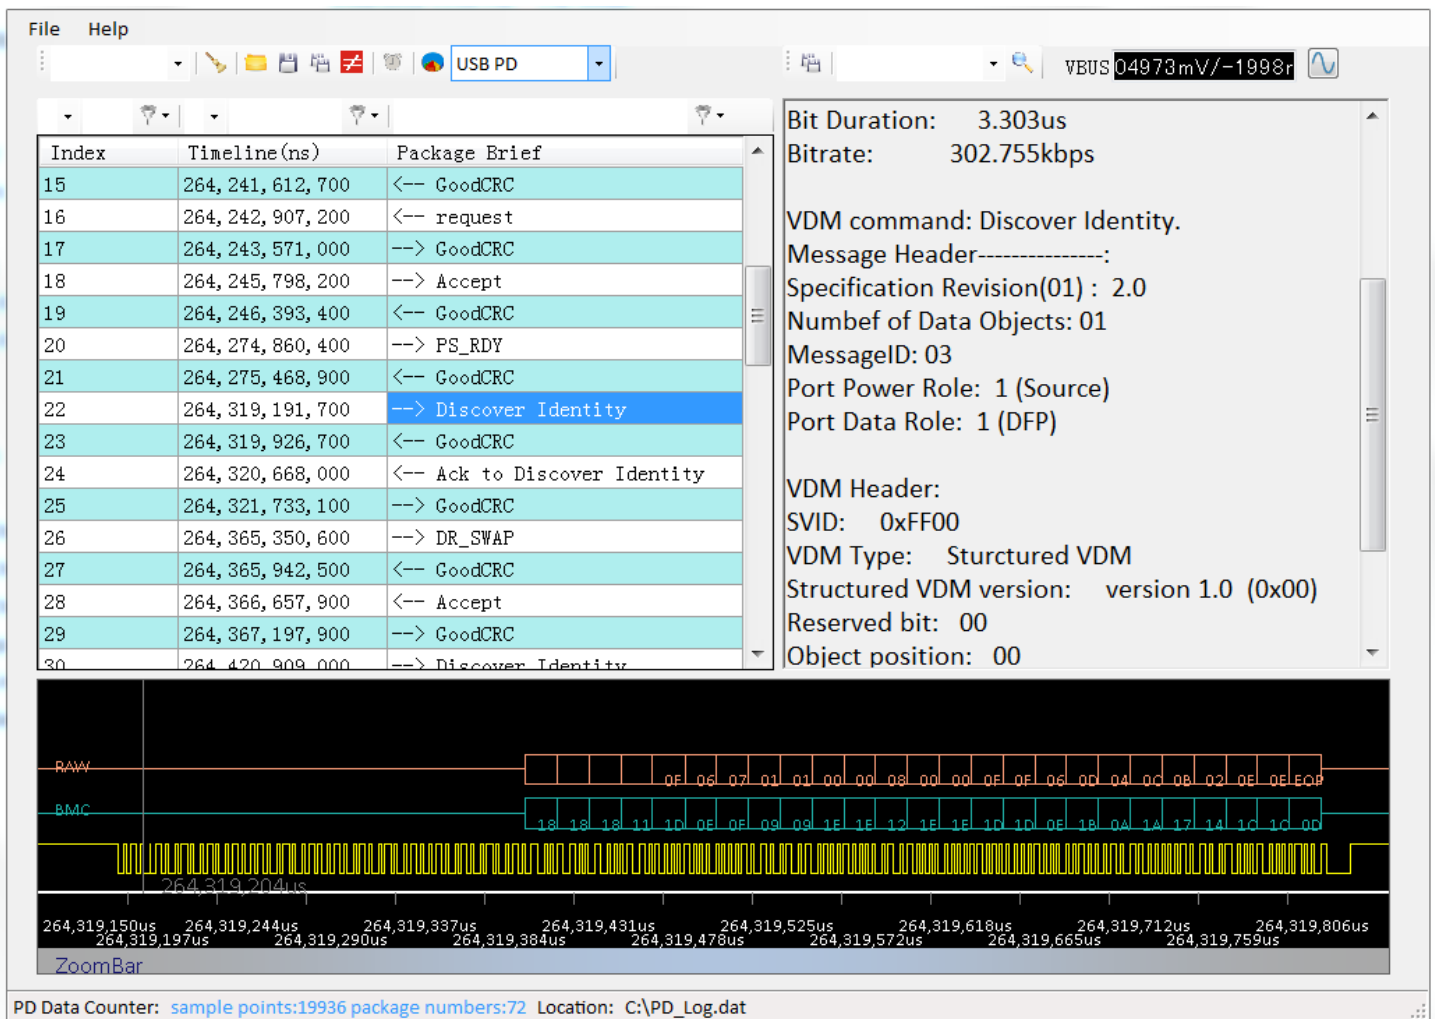 File Help
USB PD
VBUS 04973mV/-1998m
Index Timeline(ns) Package Brief
15 264,241,612,700 <-- GoodCRC
16 264,242,907,200 <-- request
17 264,243,571,000 --> GoodCRC
18 264,245,798,200 --> Accept
19 264,246,393,400 <-- GoodCRC
20 264,274,860,400 --> PS_RDY
21 264,275,468,900 <-- GoodCRC
22 264,319,191,700 --> Discover Identity
23 264,319,926,700 <-- GoodCRC
24 264,320,668,000 <-- Ack to Discover Identity
25 264,321,733,100 --> GoodCRC
26 264,365,350,600 --> DR_SWAP
27 264,365,942,500 <-- GoodCRC
28 264,366,657,900 <-- Accept
29 264,367,197,900 --> GoodCRC
30 264,420,909,000 --> Discover Identity
Bit Duration: 3.303us
Bitrate: 302.755kbps
VDM command: Discover Identity.
Message Header---------------:
Specification Revision(01) : 2.0
Numbef of Data Objects: 01
MessageID: 03
Port Power Role: 1 (Source)
Port Data Role: 1 (DFP)
VDM Header:
SVID: 0xFF00
VDM Type: Sturctured VDM
Structured VDM version: version 1.0 (0x00)
Reserved bit: 00
Object position: 00
RAW 0F 06 07 01 01 00 00 08 00 00 0F 0F 06 0D 04 0C 0B 02 0E 0E EOP
BMC 18 18 18 11 1D 0E 0F 09 09 1E 1E 12 1E 1E 1D 1D 0E 1B 0A 1A 17 14 1C 1C 0D
264,319,204us
264,319,150us 264,319,244us 264,319,337us 264,319,431us 264,319,525us 264,319,618us 264,319,712us 264,319,806us
264,319,197us 264,319,290us 264,319,384us 264,319,478us 264,319,572us 264,319,665us 264,319,759us
ZoomBar
PD Data Counter: sample points:19936 package numbers:72 Location: C:\PD_Log.dat